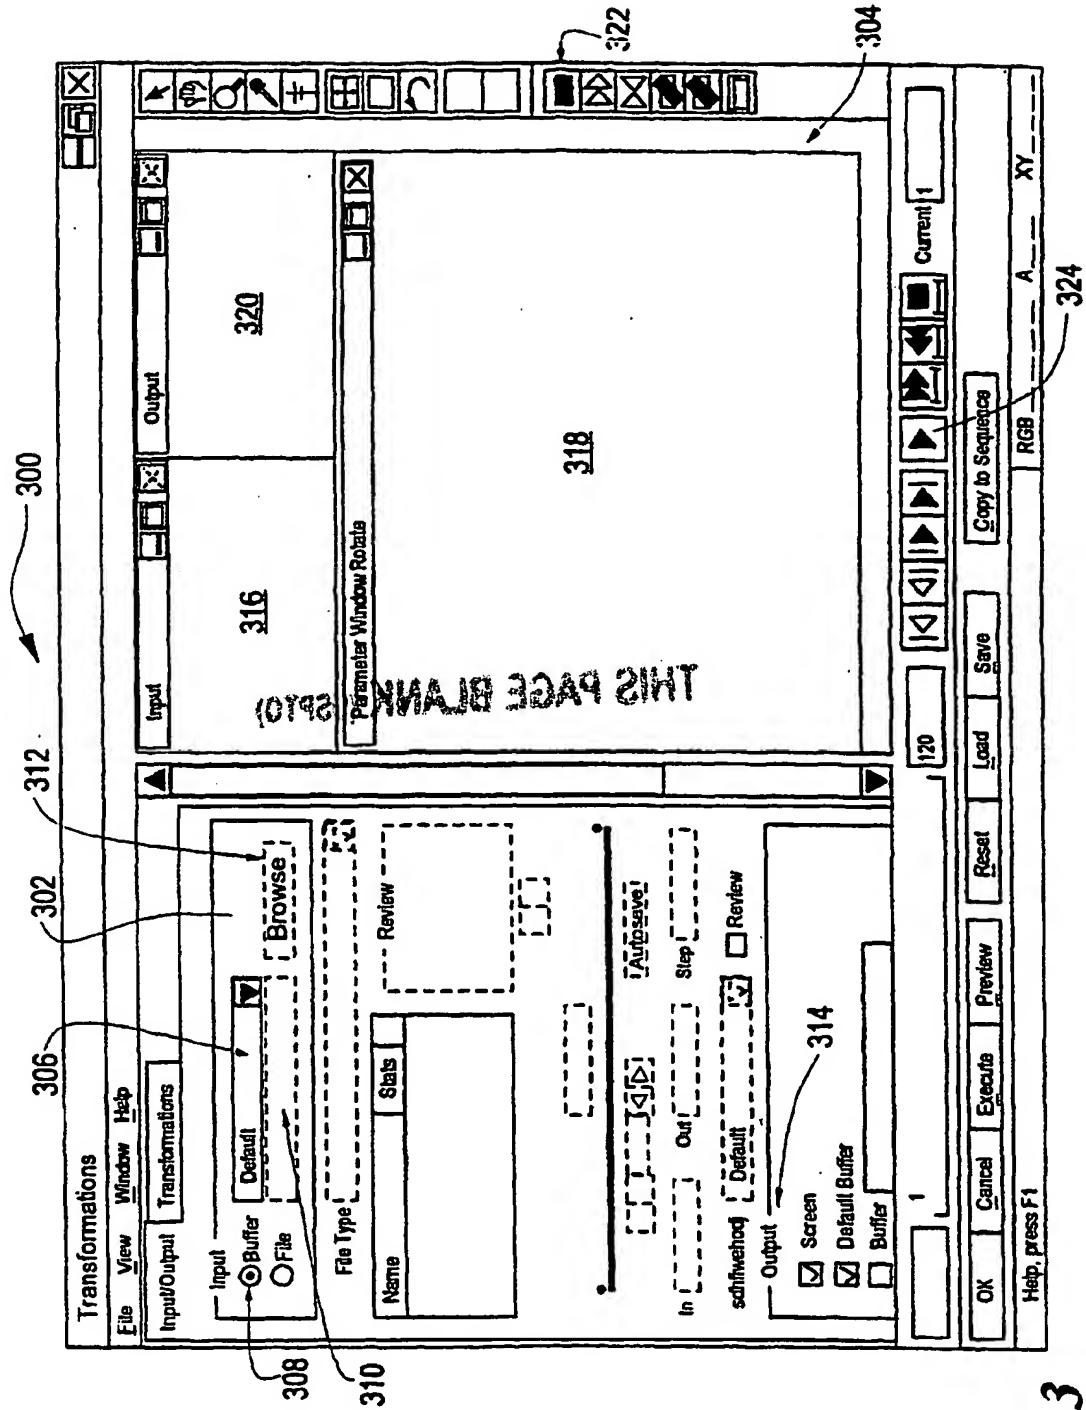 300
Transformations
File View Window Help
Input/Output Transformations
306
302
312
Input
Buffer
Default
File
Browse
308
310
File Type
Name Stats
Review
Autosave
In Out Step
sdhfiwehodj Default Review
Output
314
Screen
Default Buffer
Buffer
Input
Output
316
320
Parameter Window Rotate
318
THIS PAGE BLANK SPTO)
322
304
1
120
Current 1
324
OK Cancel Execute Preview Reset Load Save Copy to Sequence
Help, press F1
RGB A XY
3